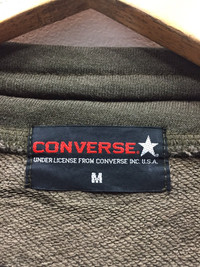 CONVERSE
UNDER LICENSE FROM CONVERSE INC. U.S.A.
M